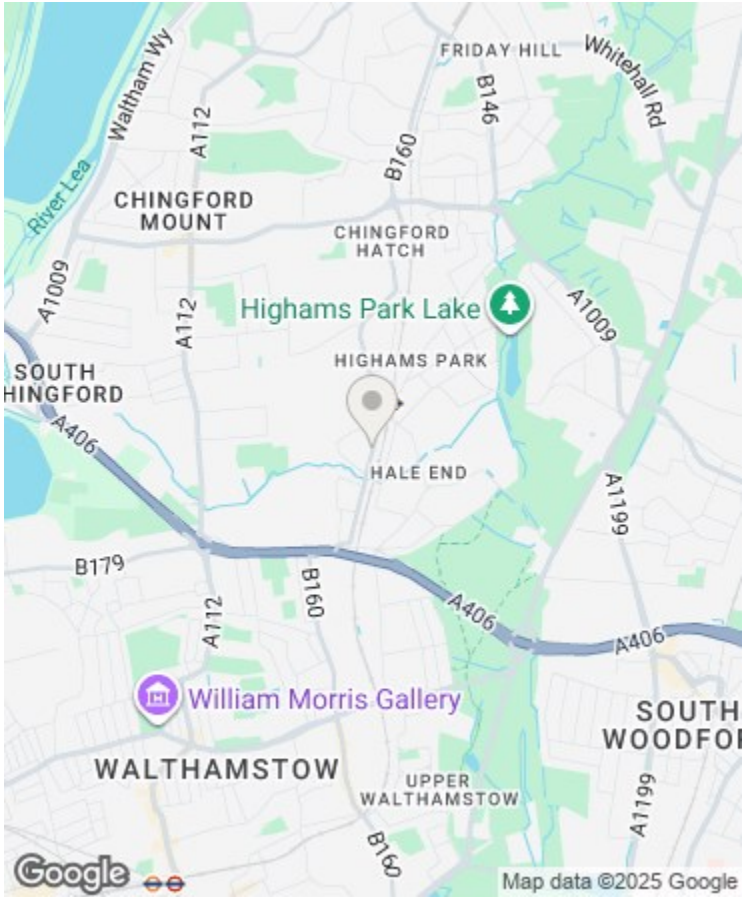 FRIDAY HILL
Whitehall Rd
Waltham Wy
A112
B146
B160
River Lea
CHINGFORD
MOUNT
CHINGFORD
HATCH
A1009
A112
Highams Park Lake
A1009
HIGHAMS PARK
SOUTH
HINGFORD
A406
HALE END
A1199
B179
B160
A112
A406
A406
William Morris Gallery
SOUTH
WOODFOR
WALTHAMSTOW
UPPER
WALTHAMSTOW
A1199
B160
Google
Map data ©2025 Google